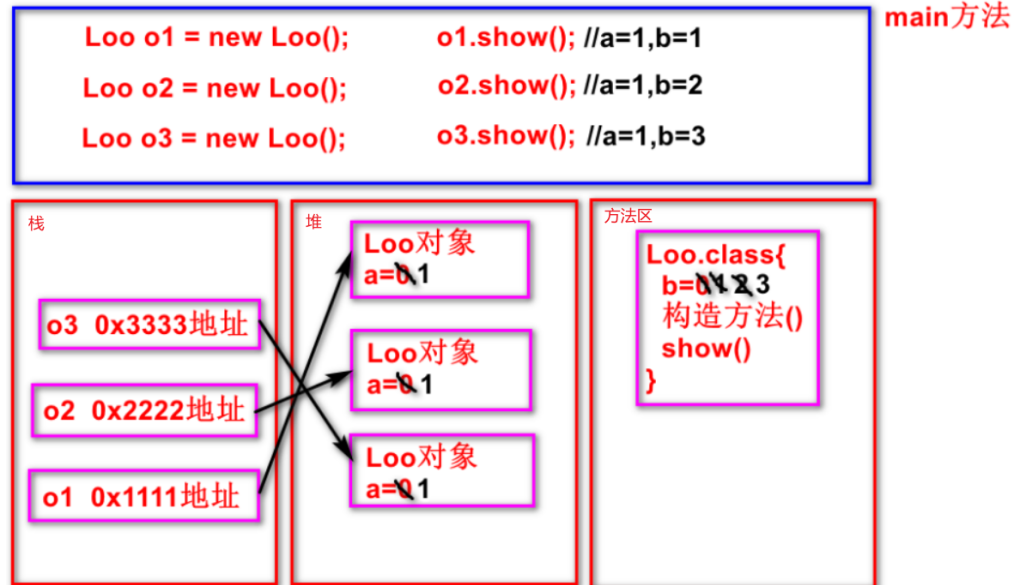 main方法
Loo o1 = new Loo(); o1.show(); //a=1,b=1
Loo o2 = new Loo(); o2.show(); //a=1,b=2
Loo o3 = new Loo(); o3.show(); //a=1,b=3
栈
o3 0x3333地址
o2 0x2222地址
o1 0x1111地址
堆
Loo对象
a=0 1
Loo对象
a=0 1
Loo对象
a=0 1
方法区
Loo.class{
b=0 1 2 3
构造方法()
show()
}